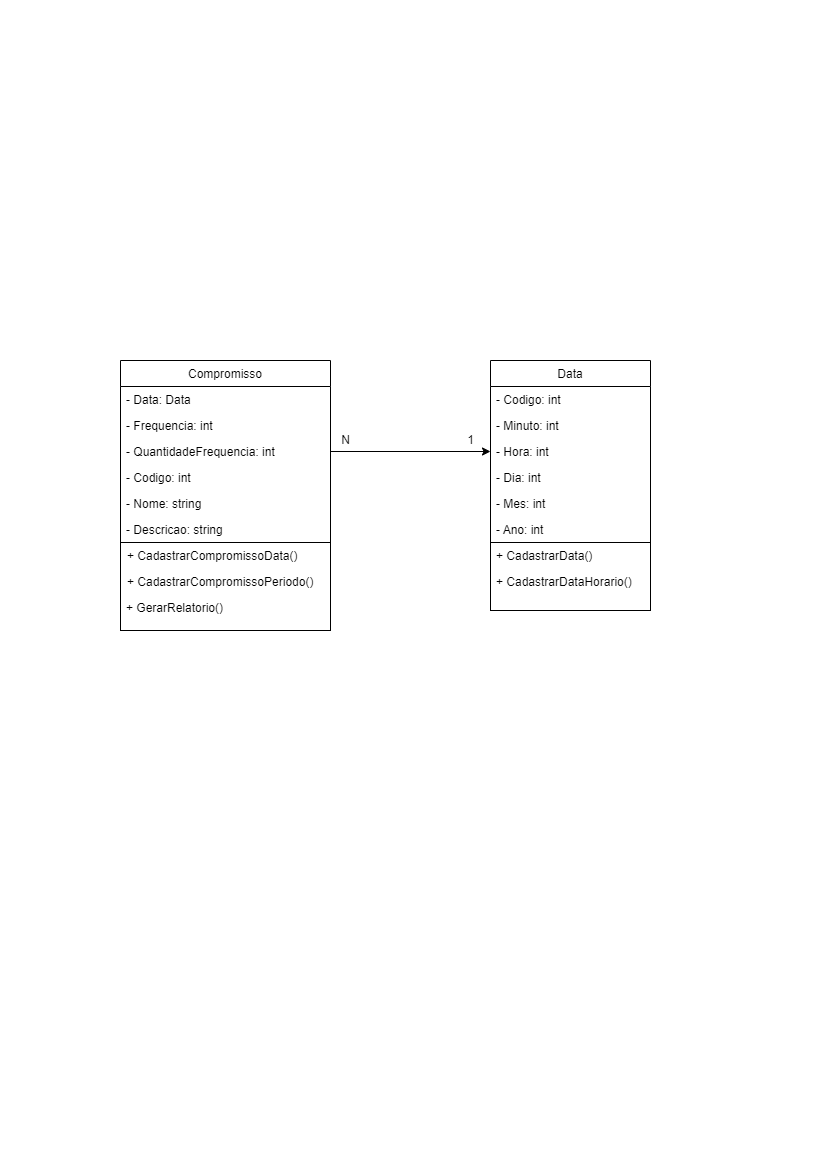 Compromisso
- Data: Data
- Frequencia: int
- QuantidadeFrequencia: int
- Codigo: int
- Nome: string
- Descricao: string
+ CadastrarCompromissoData()
+ CadastrarCompromissoPeriodo()
+ GerarRelatorio()
N
1
Data
- Codigo: int
- Minuto: int
- Hora: int
- Dia: int
- Mes: int
- Ano: int
+ CadastrarData()
+ CadastrarDataHorario()